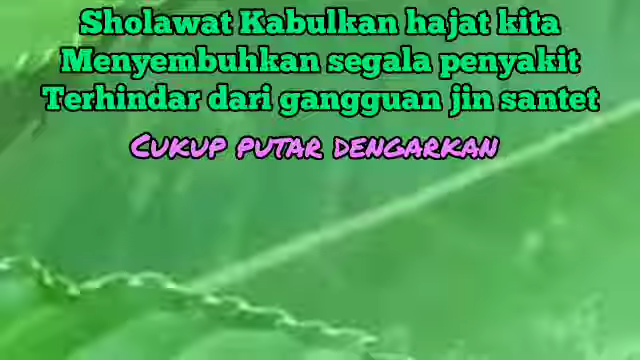 Sholawat Kabulkan hajat kita
Menyembuhkan segala penyakit
Terhindar dari gangguan jin santet
Cukup putar dengarkan